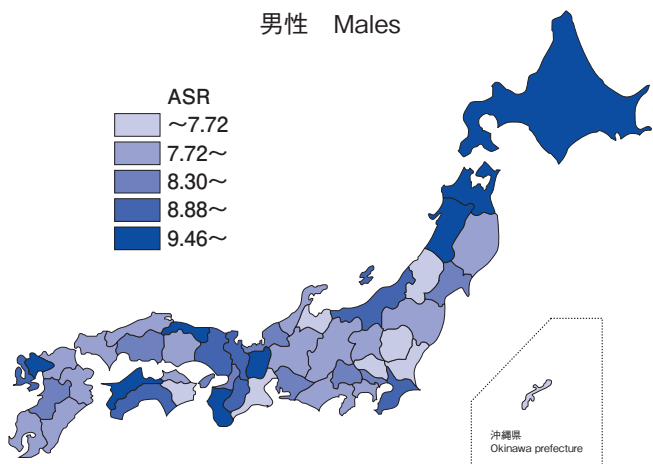 男性 Males
ASR
～7.72
7.72～
8.30～
8.88～
9.46～
沖縄県
Okinawa prefecture